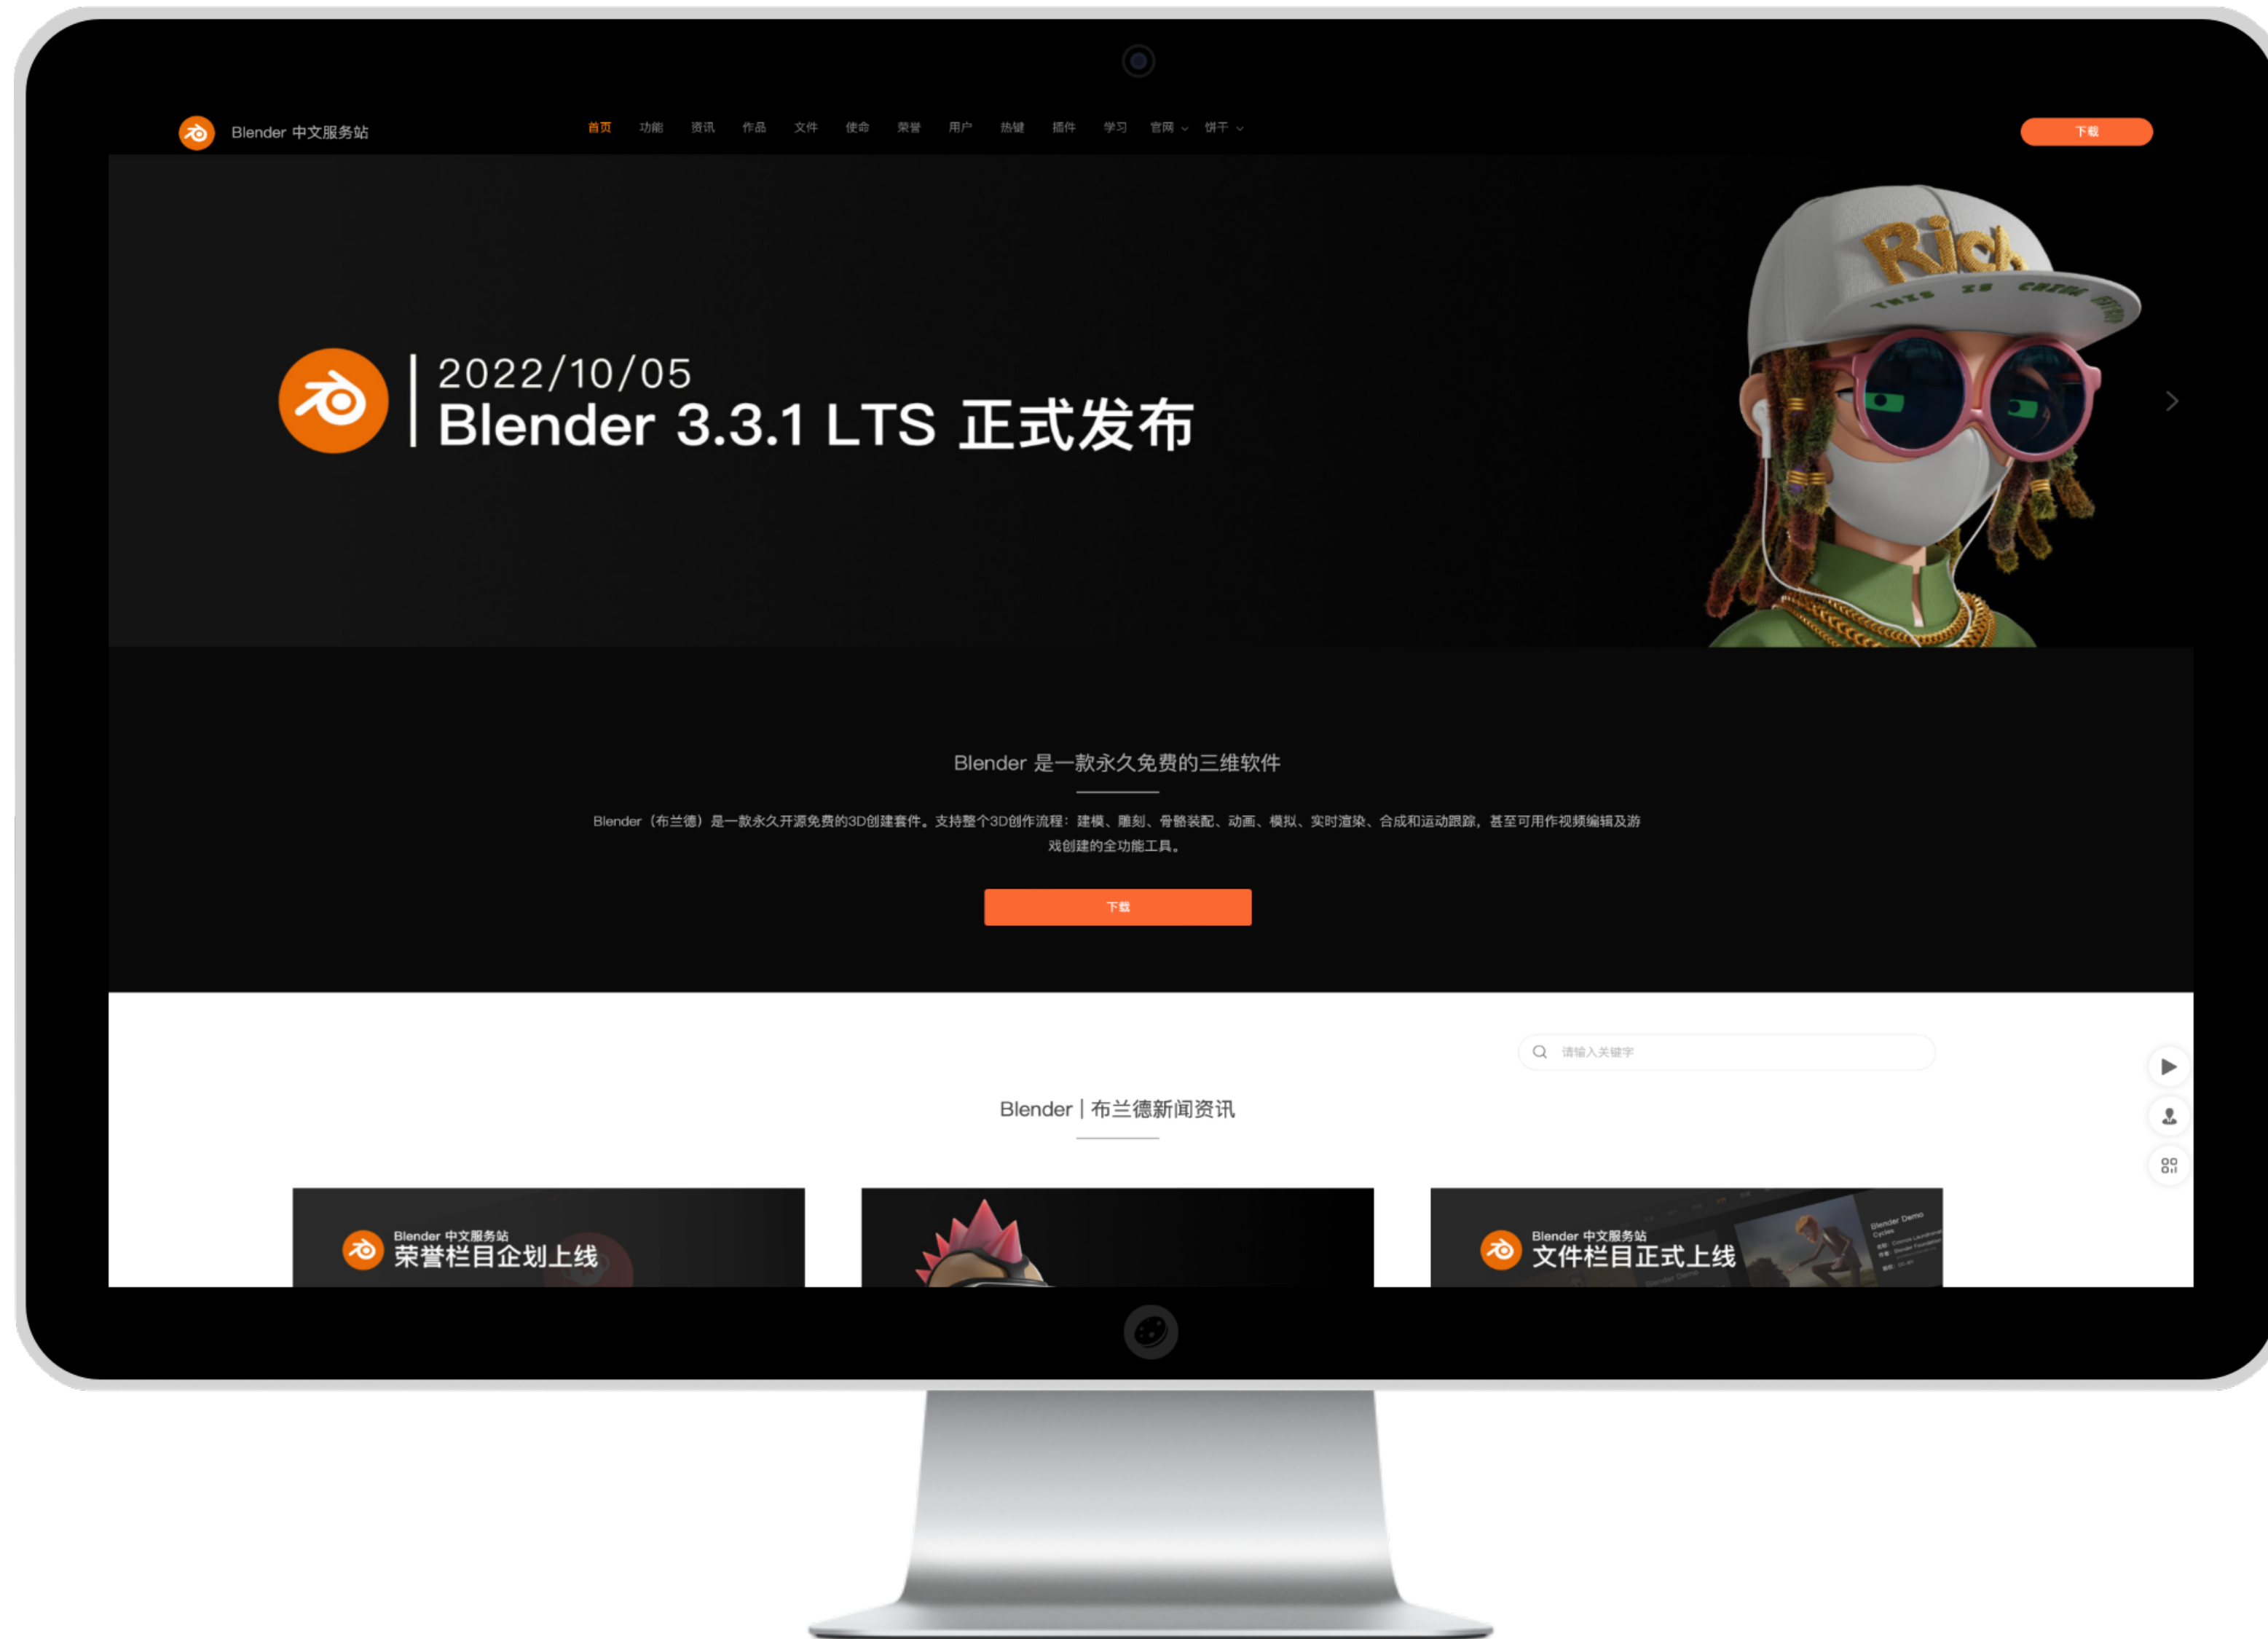 Blender 中文服务站
首页 功能 资讯 作品 文件 使命 荣誉 用户 热键 插件 学习 官网 饼干
下载
Rich
THIS IS CHINA
2022/10/05
Blender 3.3.1 LTS 正式发布
Blender 是一款永久免费的三维软件
Blender（布兰德）是一款永久开源免费的3D创建套件。支持整个3D创作流程：建模、雕刻、骨骼装配、动画、模拟、实时渲染、合成和运动跟踪，甚至可用作视频编辑及游
戏创建的全功能工具。
下载
请输入关键字
Blender | 布兰德新闻资讯
Blender 中文服务站
荣誉栏目企划上线
Blender 中文服务站
文件栏目正式上线
Blender Demo
Cycles
Blender Demo